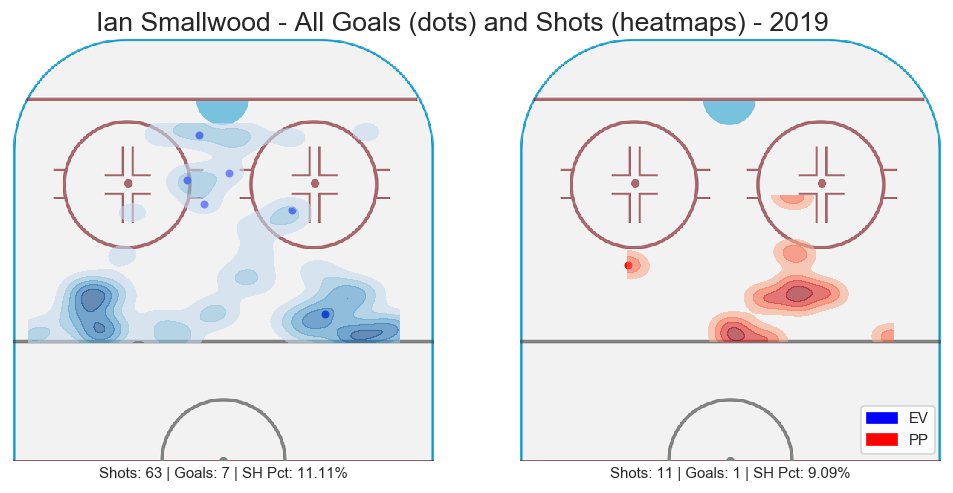 Ian Smallwood - All Goals (dots) and Shots (heatmaps) - 2019
EV
PP
Shots: 63 | Goals: 7 | SH Pct: 11.11%
Shots: 11 | Goals: 1 | SH Pct: 9.09%